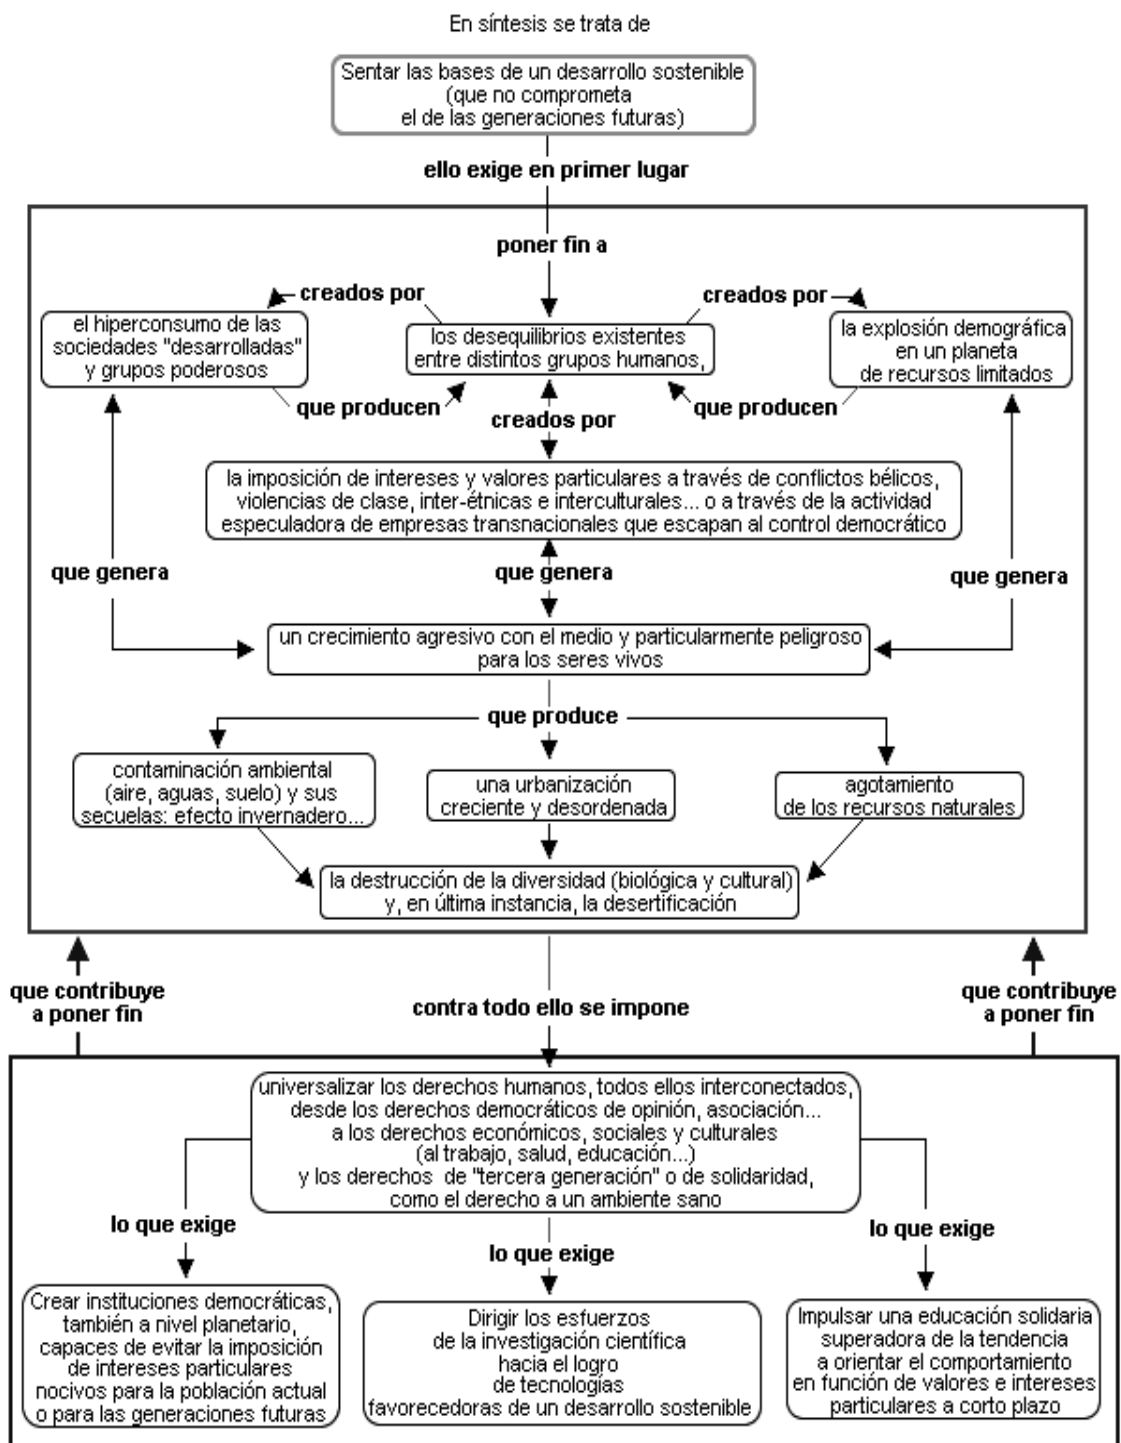 En síntesis se trata de
Sentar las bases de un desarrollo sostenible
(que no comprometa
el de las generaciones futuras)
ello exige en primer lugar
poner fin a
creados por
creados por
el hiperconsumo de las
sociedades "desarrolladas"
y grupos poderosos
los desequilibrios existentes
entre distintos grupos humanos,
la explosión demográfica
en un planeta
de recursos limitados
que producen
que producen
creados por
la imposición de intereses y valores particulares a través de conflictos bélicos,
violencias de clase, inter-étnicas e interculturales... o a través de la actividad
especuladora de empresas transnacionales que escapan al control democrático
que genera
que genera
que genera
un crecimiento agresivo con el medio y particularmente peligroso
para los seres vivos
que produce
contaminación ambiental
(aire, aguas, suelo) y sus
secuelas: efecto invernadero...
una urbanización
creciente y desordenada
agotamiento
de los recursos naturales
la destrucción de la diversidad (biológica y cultural)
y, en última instancia, la desertificación
que contribuye
a poner fin
contra todo ello se impone
que contribuye
a poner fin
universalizar los derechos humanos, todos ellos interconectados,
desde los derechos democráticos de opinión, asociación...
a los derechos económicos, sociales y culturales
(al trabajo, salud, educación...)
y los derechos de "tercera generación" o de solidaridad,
como el derecho a un ambiente sano
lo que exige
lo que exige
lo que exige
Crear instituciones democráticas,
también a nivel planetario,
capaces de evitar la imposición
de intereses particulares
nocivos para la población actual
o para las generaciones futuras
Dirigir los esfuerzos
de la investigación científica
hacia el logro
de tecnologías
favorecedoras de un desarrollo sostenible
Impulsar una educación solidaria
superadora de la tendencia
a orientar el comportamiento
en función de valores e intereses
particulares a corto plazo